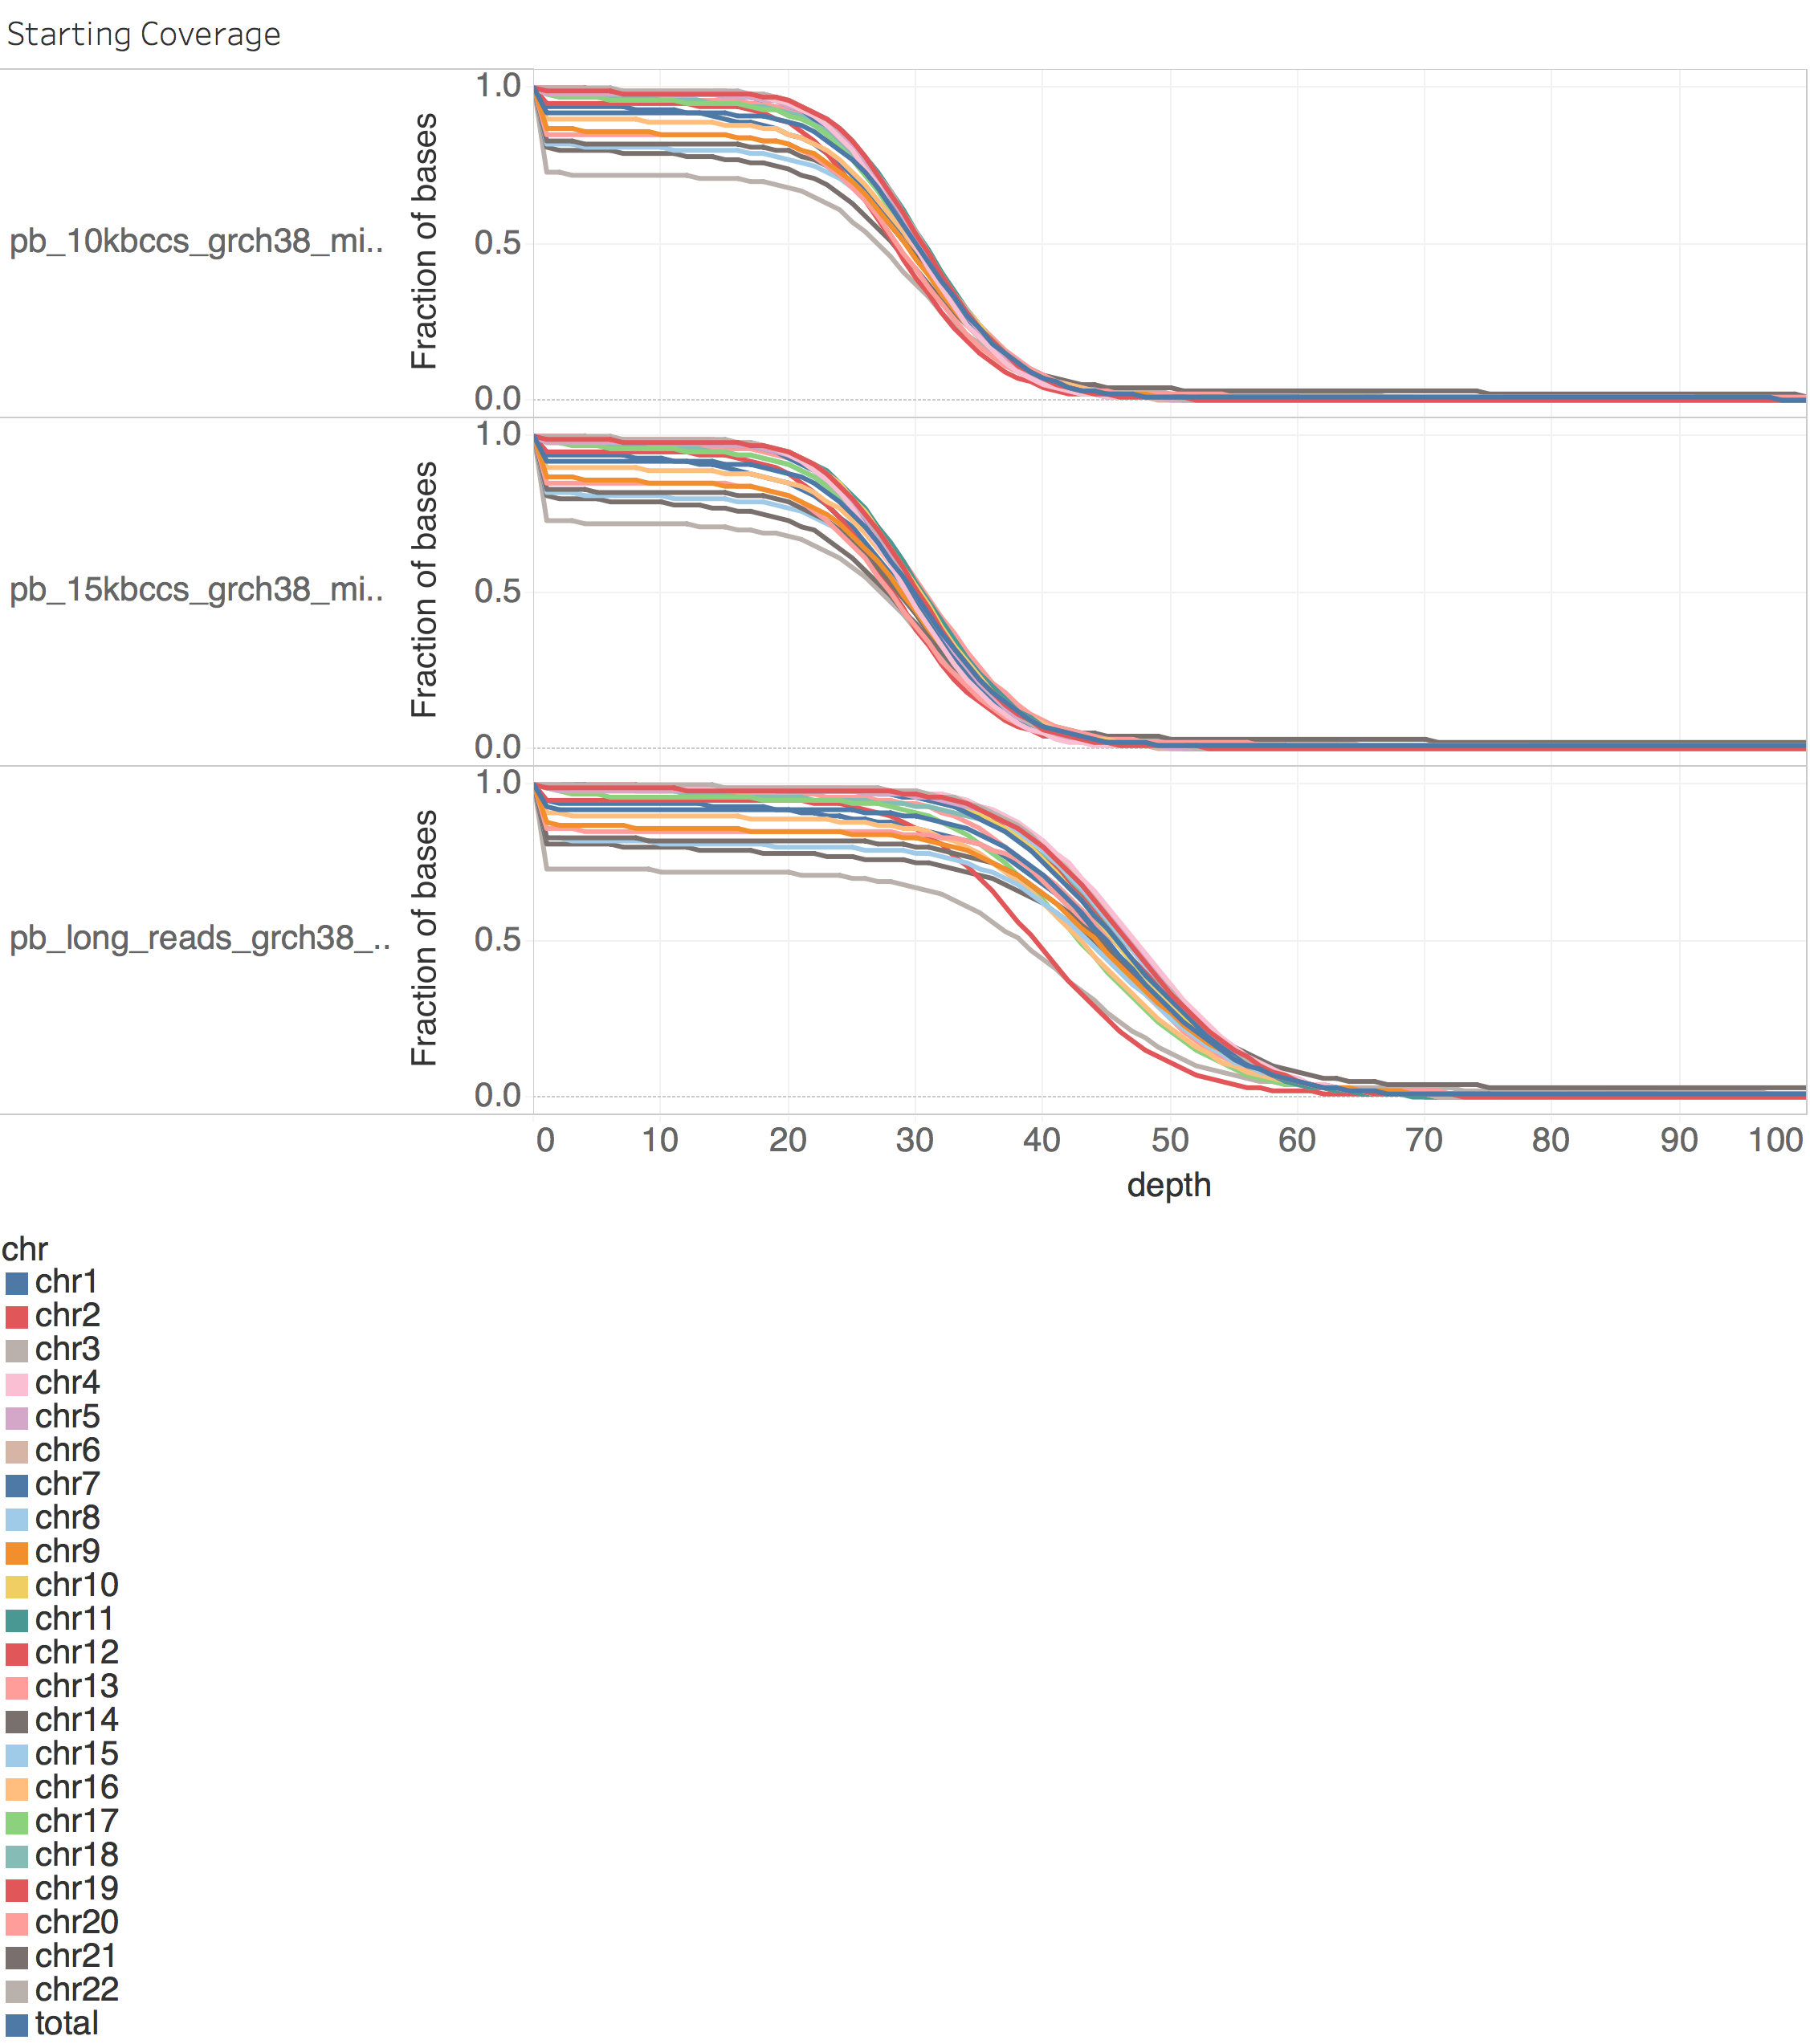 Starting Coverage
pb_10kbccs_grch38_mi..
Fraction of bases
1.0
0.5
0.0
pb_15kbccs_grch38_mi..
Fraction of bases
1.0
0.5
0.0
pb_long_reads_grch38_..
Fraction of bases
1.0
0.5
0.0
0 10 20 30 40 50 60 70 80 90 100
depth
chr
chr1
chr2
chr3
chr4
chr5
chr6
chr7
chr8
chr9
chr10
chr11
chr12
chr13
chr14
chr15
chr16
chr17
chr18
chr19
chr20
chr21
chr22
total